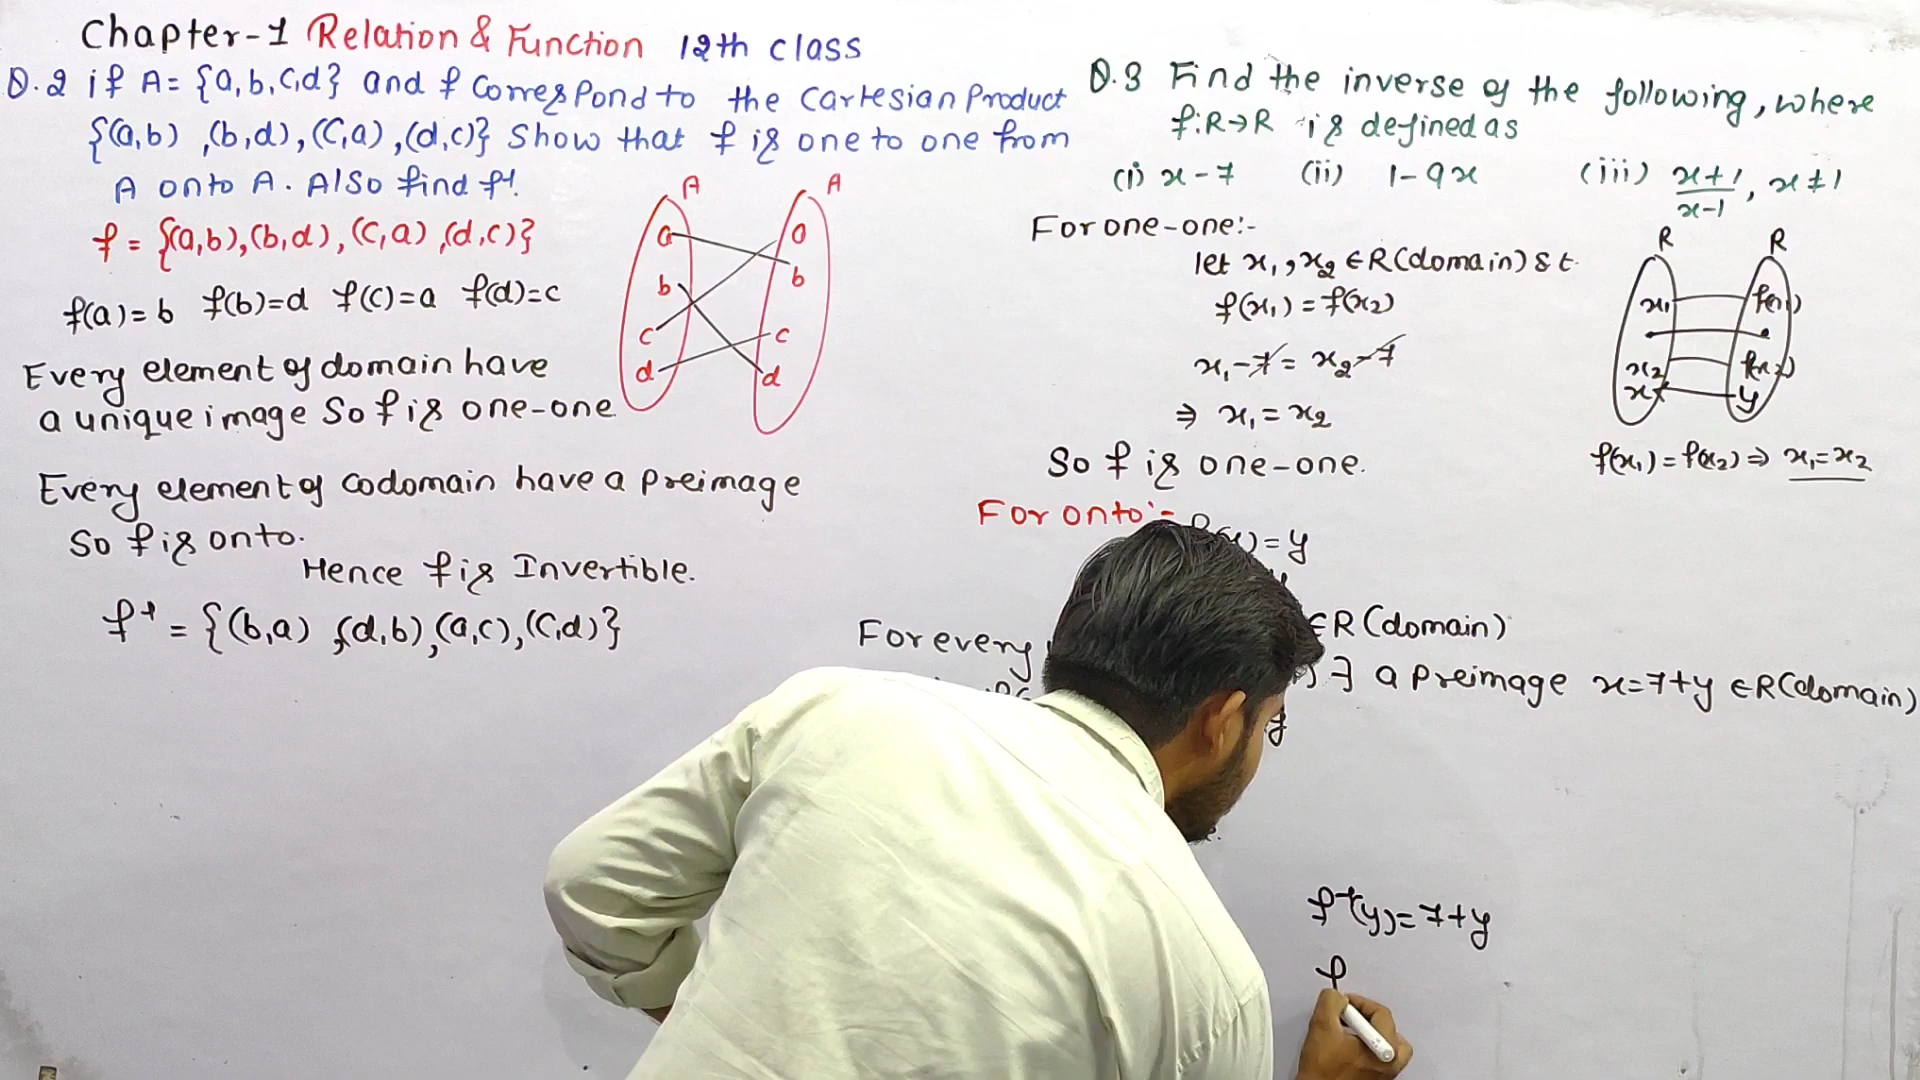 Chapter-1 Relation & Function 12th class
Q.2 if A= {a,b,c,d} and f correspond to the cartesian product
{(a,b) ,(b,d),(c,a),(d,c)} Show that f is one to one from
A onto A. Also find f⁻¹.
f = {(a,b),(b,d),(c,a),(d,c)}
f(a)=b f(b)=d f(c)=a f(d)=c
Every element of domain have
a unique image So f is one-one
Every element of codomain have a preimage
So f is onto.
Hence f is Invertible.
f⁻¹ = {(b,a) ,(d,b),(a,c),(c,d)}
A A
a a
b b
c c
d d
Q.3 Find the inverse of the following, where
f:R→R is defined as
(i) x-7 (ii) 1-9x (iii) x+1/x-1, x≠1
For one-one:-
let x₁,x₂ ∈R(domain) s t.
f(x₁)=f(x₂)
x₁-7= x₂-7
⇒ x₁=x₂
So f is one-one.
R R
x₁ f(x₁)
x₂ f(x₂)
x y
f(x₁)=f(x₂)⇒ x₁=x₂
For onto:-
=y
∈R(domain)
For every ∃ a preimage x=7+y ∈R(domain)
f⁻¹(y)=7+y
f